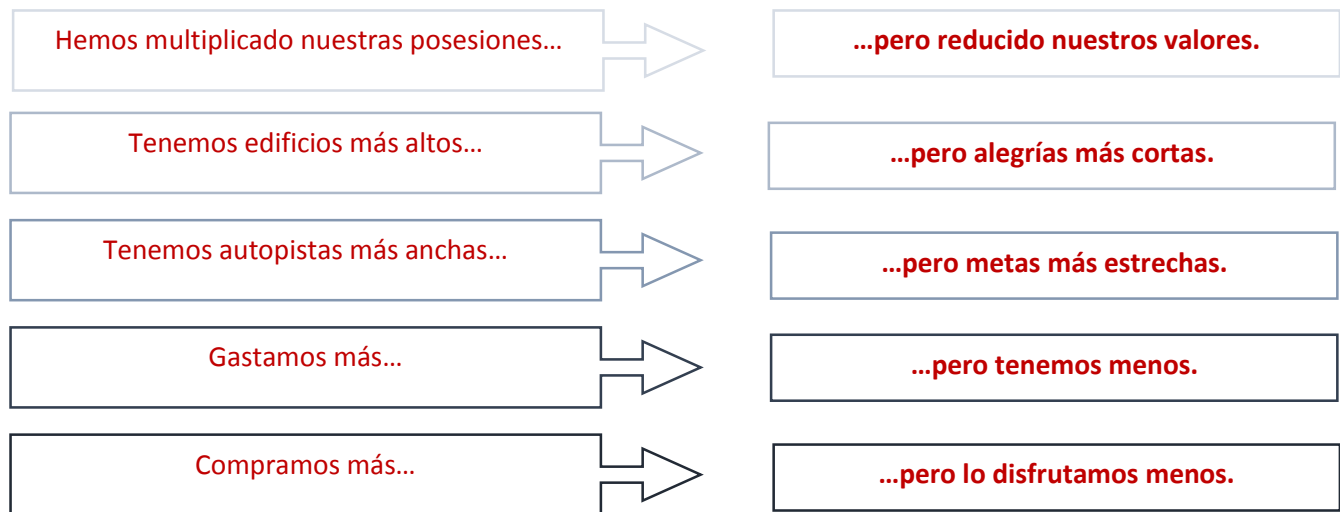 Hemos multiplicado nuestras posesiones…
…pero reducido nuestros valores.
Tenemos edificios más altos…
…pero alegrías más cortas.
Tenemos autopistas más anchas…
…pero metas más estrechas.
Gastamos más…
…pero tenemos menos.
Compramos más…
…pero lo disfrutamos menos.